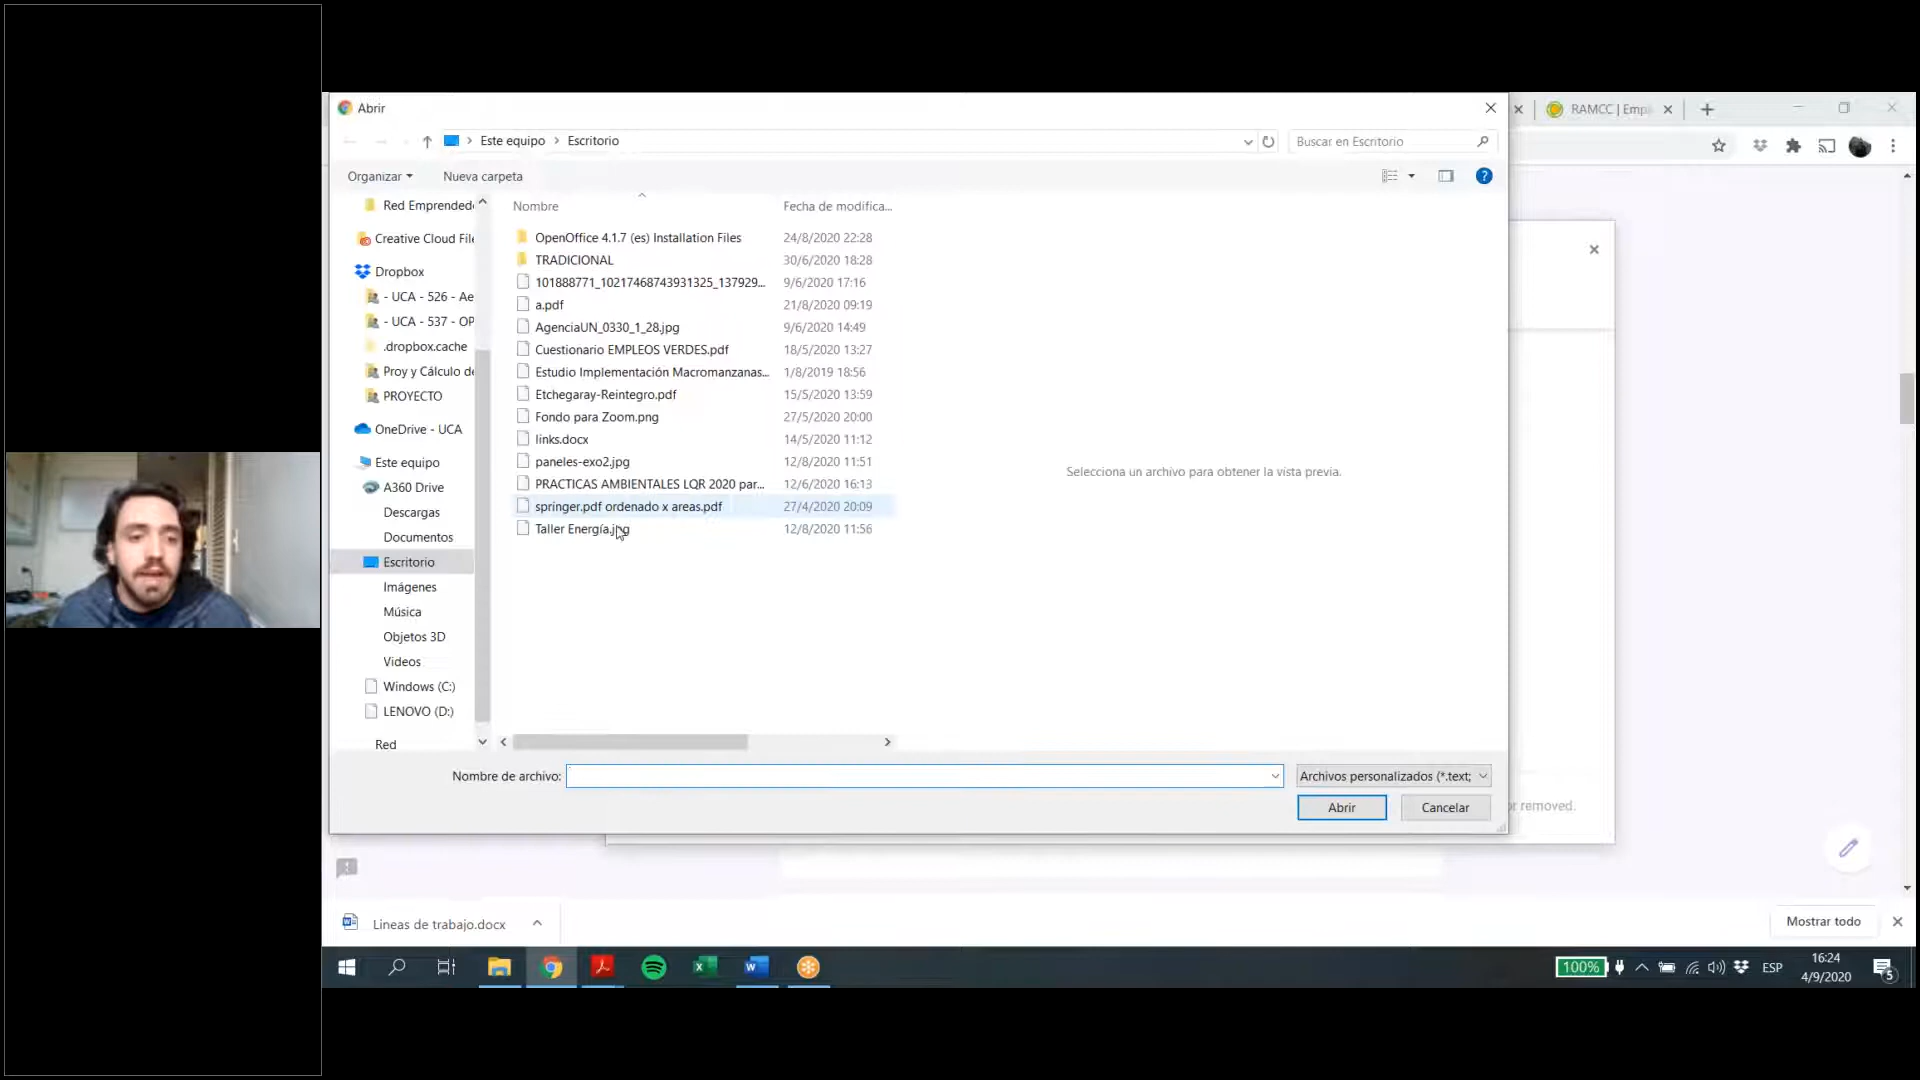 Abrir
RAMCC | Emp
Este equipo
Escritorio
Buscar en Escritorio
Organizar
Nueva carpeta
Nombre
Fecha de modifica...
Red Emprended
Creative Cloud File
Dropbox
- UCA - 526 - Ae
- UCA - 537 - OP
.dropbox.cache
Proy y Cálculo de
PROYECTO
OneDrive - UCA
Este equipo
A360 Drive
Descargas
Documentos
Escritorio
Imágenes
Música
Objetos 3D
Videos
Windows (C:)
LENOVO (D:)
Red
OpenOffice 4.1.7 (es) Installation Files 24/8/2020 22:28
TRADICIONAL 30/6/2020 18:28
101888771_10217468743931325_137929... 9/6/2020 17:16
a.pdf 21/8/2020 09:19
AgenciaUN_0330_1_28.jpg 9/6/2020 14:49
Cuestionario EMPLEOS VERDES.pdf 18/5/2020 13:27
Estudio Implementación Macromanzanas... 1/8/2019 18:56
Etchegaray-Reintegro.pdf 15/5/2020 13:59
Fondo para Zoom.png 27/5/2020 20:00
links.docx 14/5/2020 11:12
paneles-exo2.jpg 12/8/2020 11:51
PRACTICAS AMBIENTALES LQR 2020 par... 12/6/2020 16:13
springer.pdf ordenado x areas.pdf 27/4/2020 20:09
Taller Energía.jpg 12/8/2020 11:56
Selecciona un archivo para obtener la vista previa.
Nombre de archivo:
Archivos personalizados (*.text;
Abrir
Cancelar
removed.
Lineas de trabajo.docx
Mostrar todo
100%
ESP
16:24
4/9/2020
5